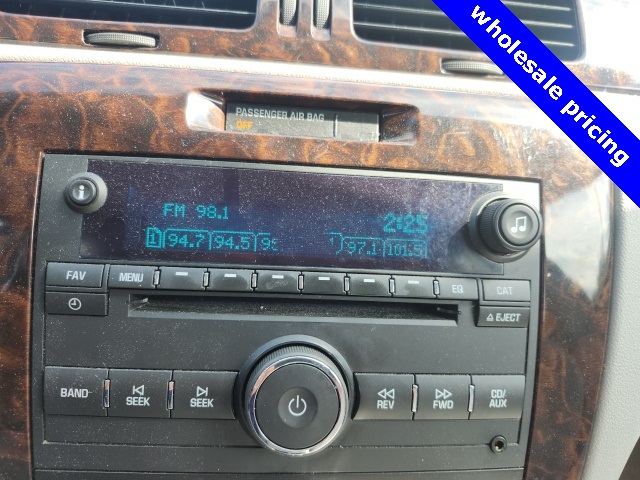 wholesale pricing
PASSENGER AIR BAG
OFF
FM 98.1
2:25
1 94.7 94.5 97.1 101.5
FAV MENU EQ CAT
EJECT
BAND SEEK SEEK REV FWD CD/
AUX